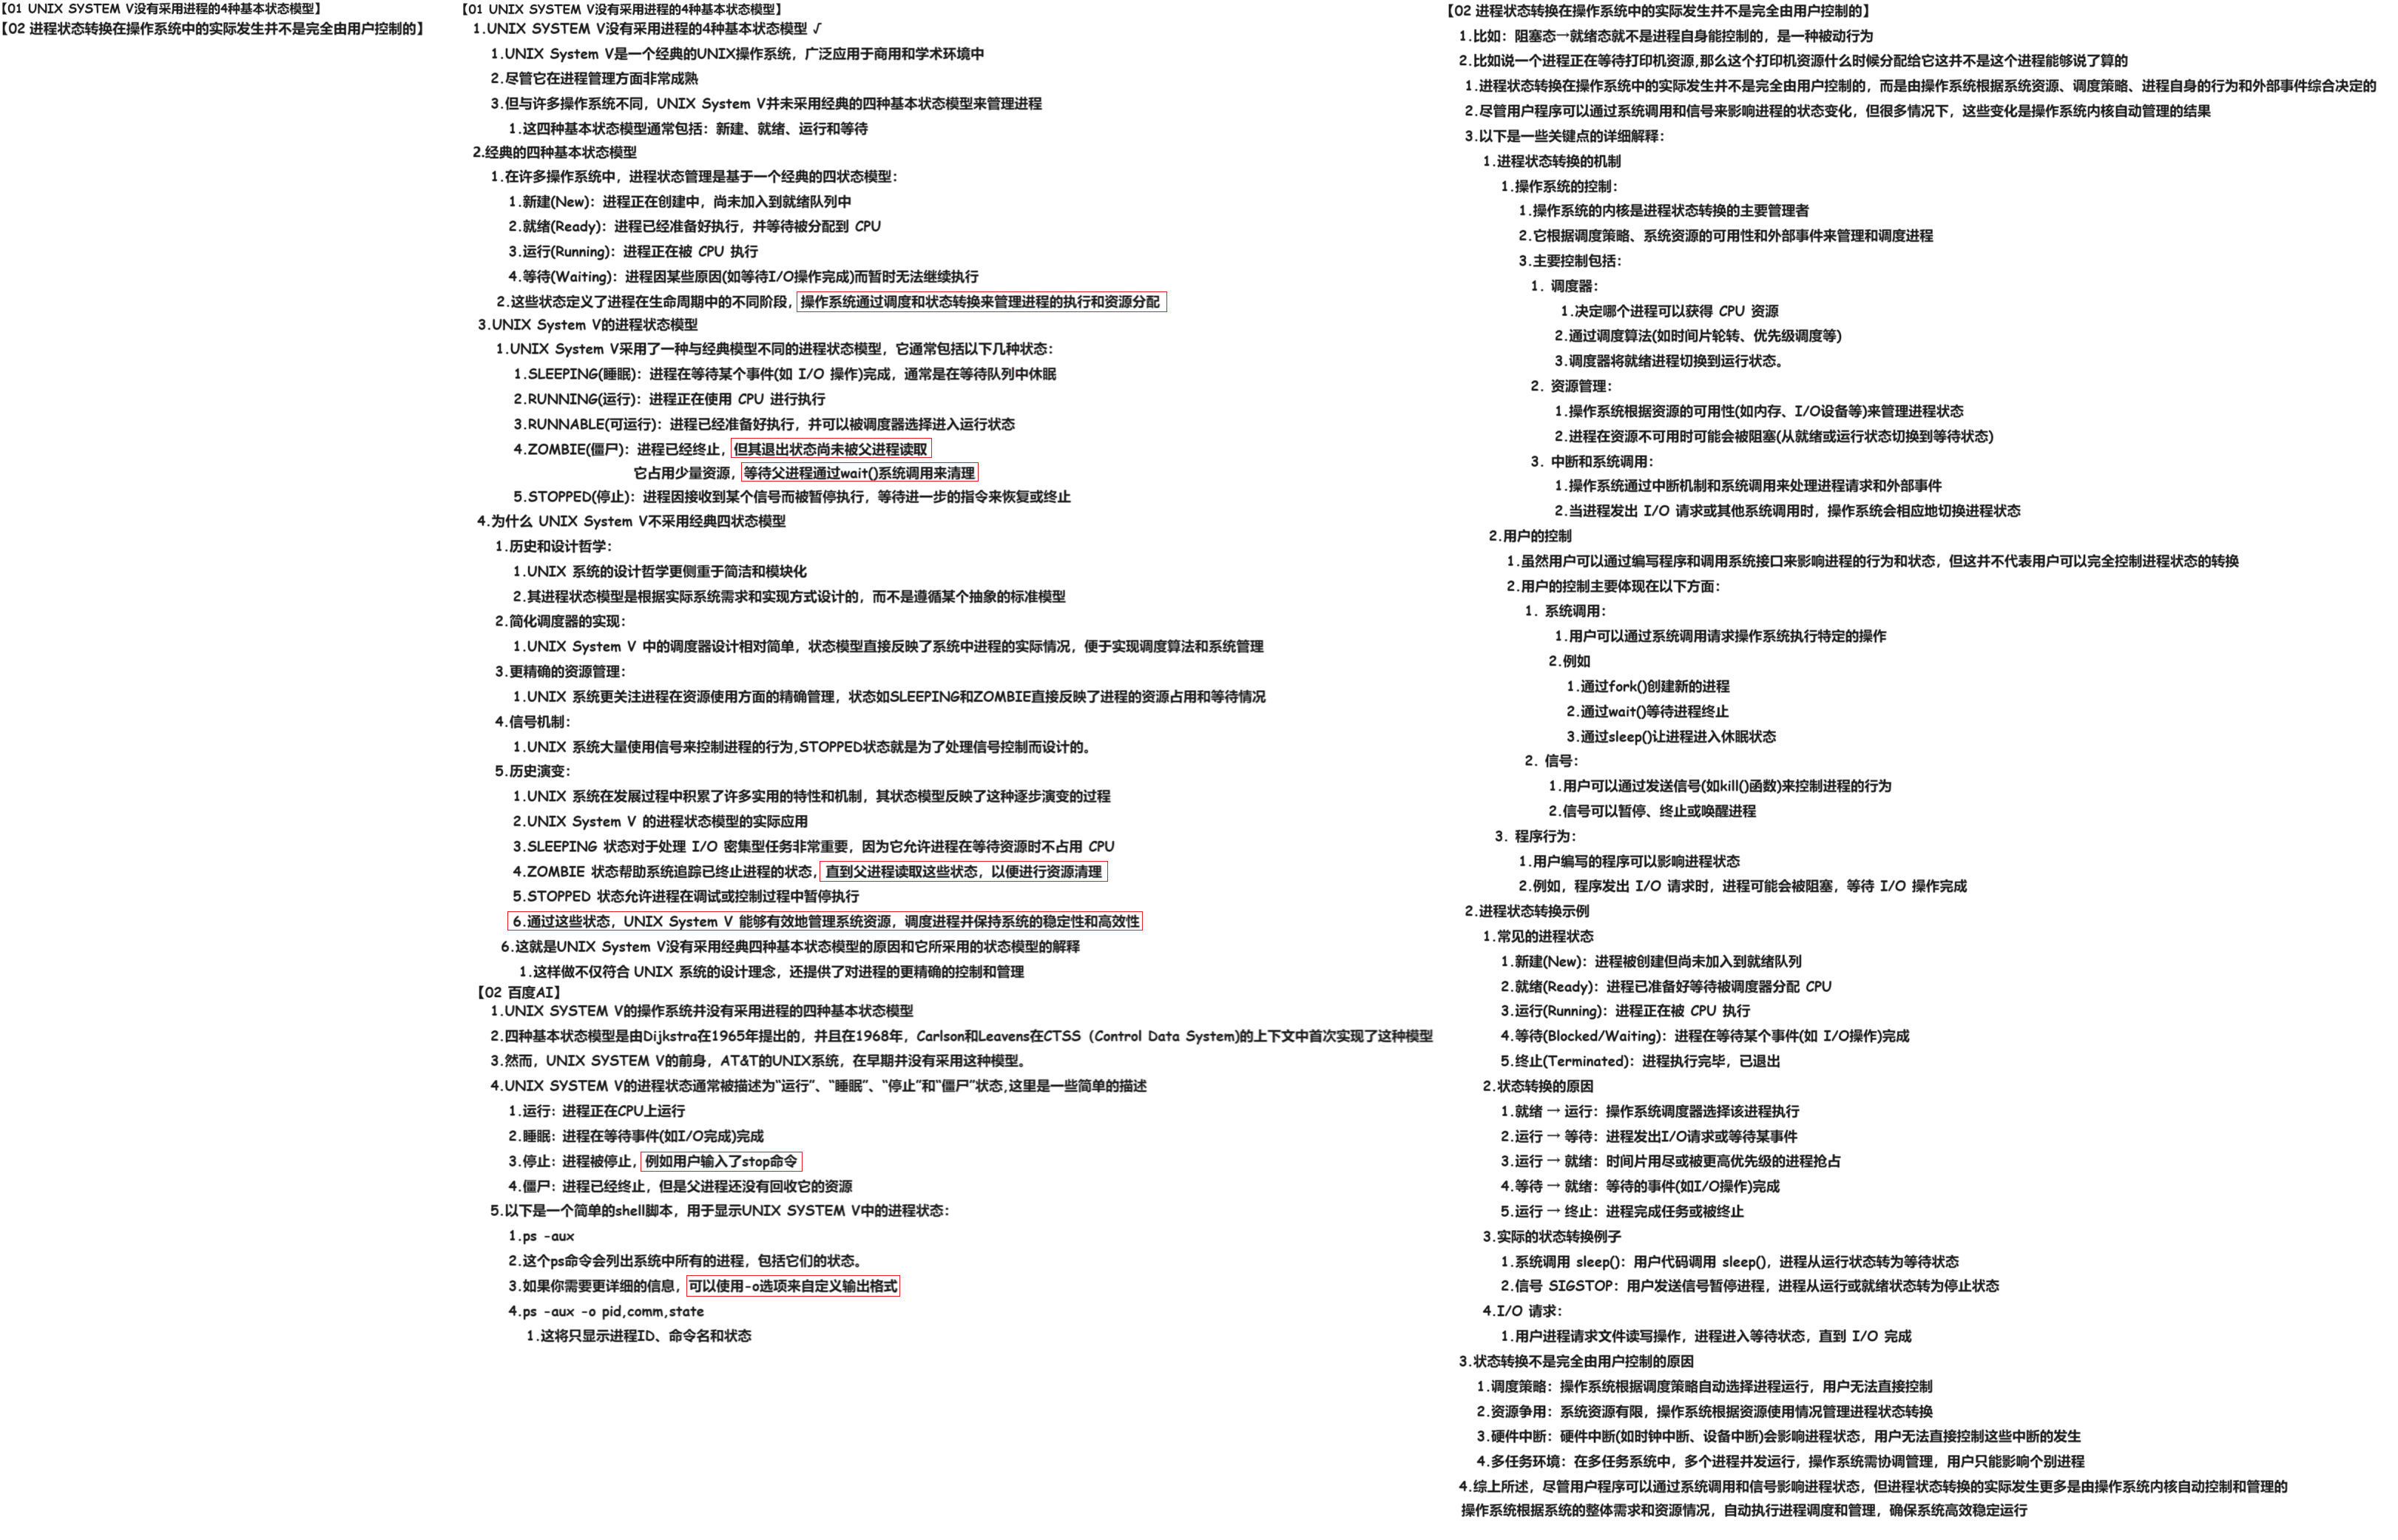 【01 UNIX SYSTEM V没有采用进程的4种基本状态模型】
【02 进程状态转换在操作系统中的实际发生并不是完全由用户控制的】
【01 UNIX SYSTEM V没有采用进程的4种基本状态模型】
1.UNIX SYSTEM V没有采用进程的4种基本状态模型 √
1.UNIX System V是一个经典的UNIX操作系统，广泛应用于商用和学术环境中
2.尽管它在进程管理方面非常成熟
3.但与许多操作系统不同，UNIX System V并未采用经典的四种基本状态模型来管理进程
1.这四种基本状态模型通常包括：新建、就绪、运行和等待
2.经典的四种基本状态模型
1.在许多操作系统中，进程状态管理是基于一个经典的四状态模型：
1.新建(New)：进程正在创建中，尚未加入到就绪队列中
2.就绪(Ready)：进程已经准备好执行，并等待被分配到 CPU
3.运行(Running)：进程正在被 CPU 执行
4.等待(Waiting)：进程因某些原因(如等待I/O操作完成)而暂时无法继续执行
2.这些状态定义了进程在生命周期中的不同阶段，操作系统通过调度和状态转换来管理进程的执行和资源分配
3.UNIX System V的进程状态模型
1.UNIX System V采用了一种与经典模型不同的进程状态模型，它通常包括以下几种状态：
1.SLEEPING(睡眠)：进程在等待某个事件(如 I/O 操作)完成，通常是在等待队列中休眠
2.RUNNING(运行)：进程正在使用 CPU 进行执行
3.RUNNABLE(可运行)：进程已经准备好执行，并可以被调度器选择进入运行状态
4.ZOMBIE(僵尸)：进程已经终止，但其退出状态尚未被父进程读取
它占用少量资源，等待父进程通过wait()系统调用来清理
5.STOPPED(停止)：进程因接收到某个信号而被暂停执行，等待进一步的指令来恢复或终止
4.为什么 UNIX System V不采用经典四状态模型
1.历史和设计哲学：
1.UNIX 系统的设计哲学更侧重于简洁和模块化
2.其进程状态模型是根据实际系统需求和实现方式设计的，而不是遵循某个抽象的标准模型
2.简化调度器的实现：
1.UNIX System V 中的调度器设计相对简单，状态模型直接反映了系统中进程的实际情况，便于实现调度算法和系统管理
3.更精确的资源管理：
1.UNIX 系统更关注进程在资源使用方面的精确管理，状态如SLEEPING和ZOMBIE直接反映了进程的资源占用和等待情况
4.信号机制：
1.UNIX 系统大量使用信号来控制进程的行为,STOPPED状态就是为了处理信号控制而设计的。
5.历史演变：
1.UNIX 系统在发展过程中积累了许多实用的特性和机制，其状态模型反映了这种逐步演变的过程
2.UNIX System V 的进程状态模型的实际应用
3.SLEEPING 状态对于处理 I/O 密集型任务非常重要，因为它允许进程在等待资源时不占用 CPU
4.ZOMBIE 状态帮助系统追踪已终止进程的状态，直到父进程读取这些状态，以便进行资源清理
5.STOPPED 状态允许进程在调试或控制过程中暂停执行
6.通过这些状态，UNIX System V 能够有效地管理系统资源，调度进程并保持系统的稳定性和高效性
6.这就是UNIX System V没有采用经典四种基本状态模型的原因和它所采用的状态模型的解释
1.这样做不仅符合 UNIX 系统的设计理念，还提供了对进程的更精确的控制和管理
【02 百度AI】
1.UNIX SYSTEM V的操作系统并没有采用进程的四种基本状态模型
2.四种基本状态模型是由Dijkstra在1965年提出的，并且在1968年，Carlson和Leavens在CTSS（Control Data System)的上下文中首次实现了这种模型
3.然而，UNIX SYSTEM V的前身，AT&T的UNIX系统，在早期并没有采用这种模型。
4.UNIX SYSTEM V的进程状态通常被描述为“运行”、“睡眠”、“停止”和“僵尸”状态,这里是一些简单的描述
1.运行：进程正在CPU上运行
2.睡眠：进程在等待事件(如I/O完成)完成
3.停止：进程被停止，例如用户输入了stop命令
4.僵尸：进程已经终止，但是父进程还没有回收它的资源
5.以下是一个简单的shell脚本，用于显示UNIX SYSTEM V中的进程状态：
1.ps -aux
2.这个ps命令会列出系统中所有的进程，包括它们的状态。
3.如果你需要更详细的信息，可以使用-o选项来自定义输出格式
4.ps -aux -o pid,comm,state
1.这将只显示进程ID、命令名和状态
【02 进程状态转换在操作系统中的实际发生并不是完全由用户控制的】
1.比如：阻塞态→就绪态就不是进程自身能控制的，是一种被动行为
2.比如说一个进程正在等待打印机资源,那么这个打印机资源什么时候分配给它这并不是这个进程能够说了算的
1.进程状态转换在操作系统中的实际发生并不是完全由用户控制的，而是由操作系统根据系统资源、调度策略、进程自身的行为和外部事件综合决定的
2.尽管用户程序可以通过系统调用和信号来影响进程的状态变化，但很多情况下，这些变化是操作系统内核自动管理的结果
3.以下是一些关键点的详细解释：
1.进程状态转换的机制
1.操作系统的控制：
1.操作系统的内核是进程状态转换的主要管理者
2.它根据调度策略、系统资源的可用性和外部事件来管理和调度进程
3.主要控制包括：
1. 调度器：
1.决定哪个进程可以获得 CPU 资源
2.通过调度算法(如时间片轮转、优先级调度等)
3.调度器将就绪进程切换到运行状态。
2. 资源管理：
1.操作系统根据资源的可用性(如内存、I/O设备等)来管理进程状态
2.进程在资源不可用时可能会被阻塞(从就绪或运行状态切换到等待状态)
3. 中断和系统调用：
1.操作系统通过中断机制和系统调用来处理进程请求和外部事件
2.当进程发出 I/O 请求或其他系统调用时，操作系统会相应地切换进程状态
2.用户的控制
1.虽然用户可以通过编写程序和调用系统接口来影响进程的行为和状态，但这并不代表用户可以完全控制进程状态的转换
2.用户的控制主要体现在以下方面：
1. 系统调用：
1.用户可以通过系统调用请求操作系统执行特定的操作
2.例如
1.通过fork()创建新的进程
2.通过wait()等待进程终止
3.通过sleep()让进程进入休眠状态
2. 信号：
1.用户可以通过发送信号(如kill()函数)来控制进程的行为
2.信号可以暂停、终止或唤醒进程
3. 程序行为：
1.用户编写的程序可以影响进程状态
2.例如，程序发出 I/O 请求时，进程可能会被阻塞，等待 I/O 操作完成
2.进程状态转换示例
1.常见的进程状态
1.新建(New)：进程被创建但尚未加入到就绪队列
2.就绪(Ready)：进程已准备好等待被调度器分配 CPU
3.运行(Running)：进程正在被 CPU 执行
4.等待(Blocked/Waiting)：进程在等待某个事件(如 I/O操作)完成
5.终止(Terminated)：进程执行完毕，已退出
2.状态转换的原因
1.就绪 → 运行：操作系统调度器选择该进程执行
2.运行 → 等待：进程发出I/O请求或等待某事件
3.运行 → 就绪：时间片用尽或被更高优先级的进程抢占
4.等待 → 就绪：等待的事件(如I/O操作)完成
5.运行 → 终止：进程完成任务或被终止
3.实际的状态转换例子
1.系统调用 sleep()：用户代码调用 sleep()，进程从运行状态转为等待状态
2.信号 SIGSTOP：用户发送信号暂停进程，进程从运行或就绪状态转为停止状态
4.I/O 请求：
1.用户进程请求文件读写操作，进程进入等待状态，直到 I/O 完成
3.状态转换不是完全由用户控制的原因
1.调度策略：操作系统根据调度策略自动选择进程运行，用户无法直接控制
2.资源争用：系统资源有限，操作系统根据资源使用情况管理进程状态转换
3.硬件中断：硬件中断(如时钟中断、设备中断)会影响进程状态，用户无法直接控制这些中断的发生
4.多任务环境：在多任务系统中，多个进程并发运行，操作系统需协调管理，用户只能影响个别进程
4.综上所述，尽管用户程序可以通过系统调用和信号影响进程状态，但进程状态转换的实际发生更多是由操作系统内核自动控制和管理的
操作系统根据系统的整体需求和资源情况，自动执行进程调度和管理，确保系统高效稳定运行